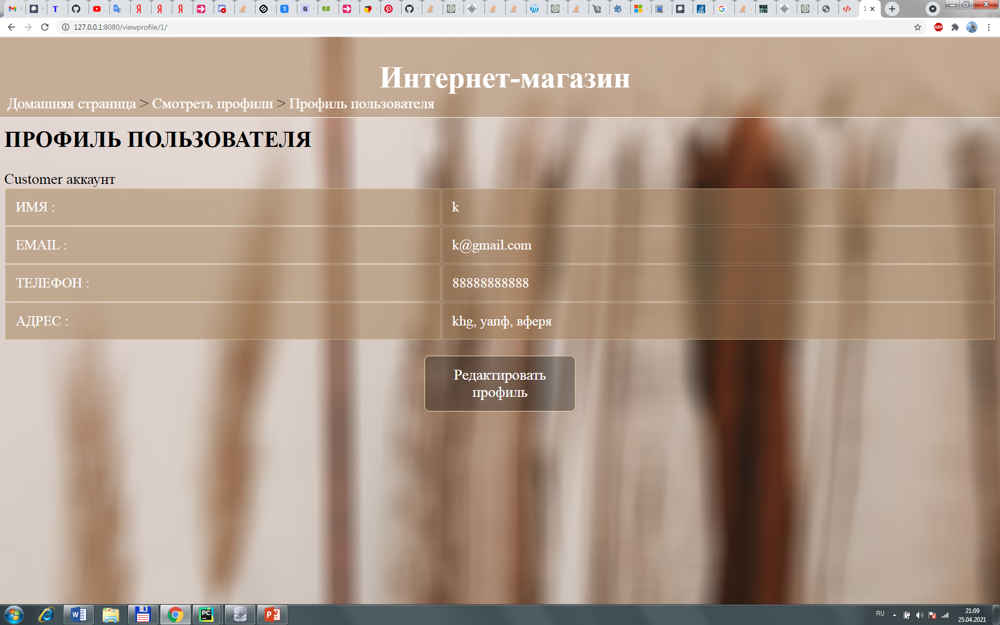 127.0.0.1:8080/viewprofile/1/
Интернет-магазин
Домашняя страница > Смотреть профили > Профиль пользователя
ПРОФИЛЬ ПОЛЬЗОВАТЕЛЯ
Customer аккаунт
ИМЯ : k
EMAIL : k@gmail.com
ТЕЛЕФОН : 88888888888
АДРЕС : khg, уапф, вферя
Редактировать
профиль
RU
21:09
25.04.2021